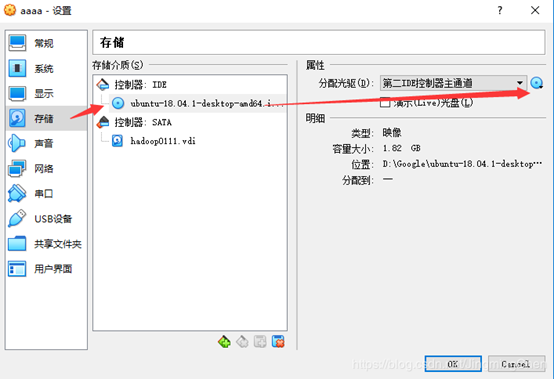 aaaa - 设置
?
常规
系统
显示
存储
声音
网络
串口
USB设备
共享文件夹
用户界面
存储
存储介质(S)
控制器: IDE
ubuntu-18.04.1-desktop-amd64.i...
控制器: SATA
hadoop0111.vdi
属性
分配光驱(D): 第二IDE控制器主通道
演示(Live)光盘(L)
明细
类型: 映像
容量大小: 1.82 GB
位置: D:\Google\ubuntu-18.04.1-desktop…
分配到: —
OK
Cancel